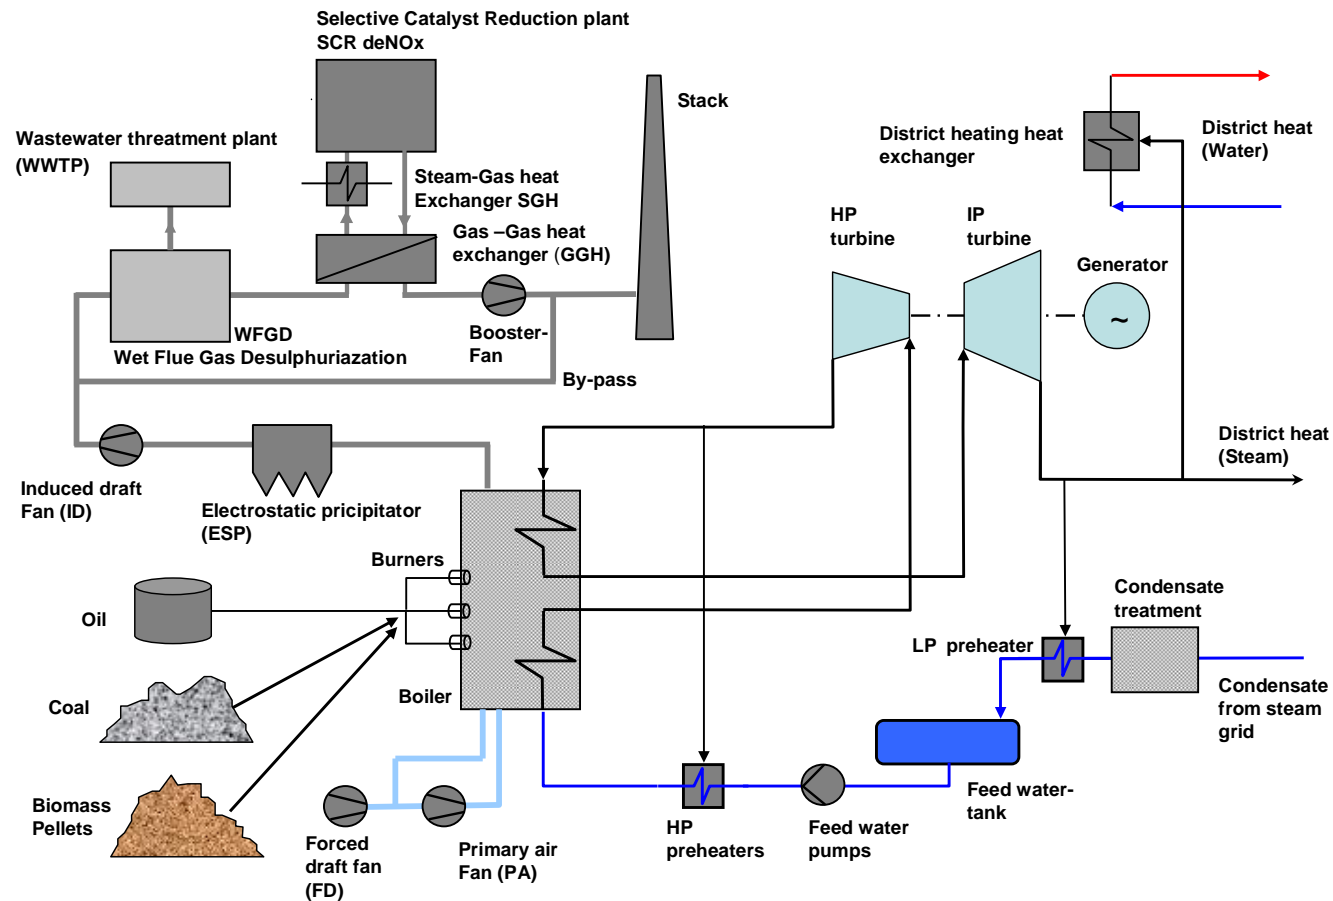 Selective Catalyst Reduction plant
SCR deNOx
Stack
Wastewater threatment plant
(WWTP)
District heating heat
exchanger
District heat
(Water)
Steam-Gas heat
Exchanger SGH
Gas –Gas heat
exchanger (GGH)
HP
turbine
IP
turbine
Generator
~
WFGD
Wet Flue Gas Desulphuriazation
Booster-
Fan
By-pass
District heat
(Steam)
Induced draft
Fan (ID)
Electrostatic pricipitator
(ESP)
Burners
Oil
Condensate
treatment
LP preheater
Boiler
Coal
Condensate
from steam
grid
Biomass
Pellets
Feed water-
tank
Forced
draft fan
(FD)
Primary air
Fan (PA)
HP
preheaters
Feed water
pumps